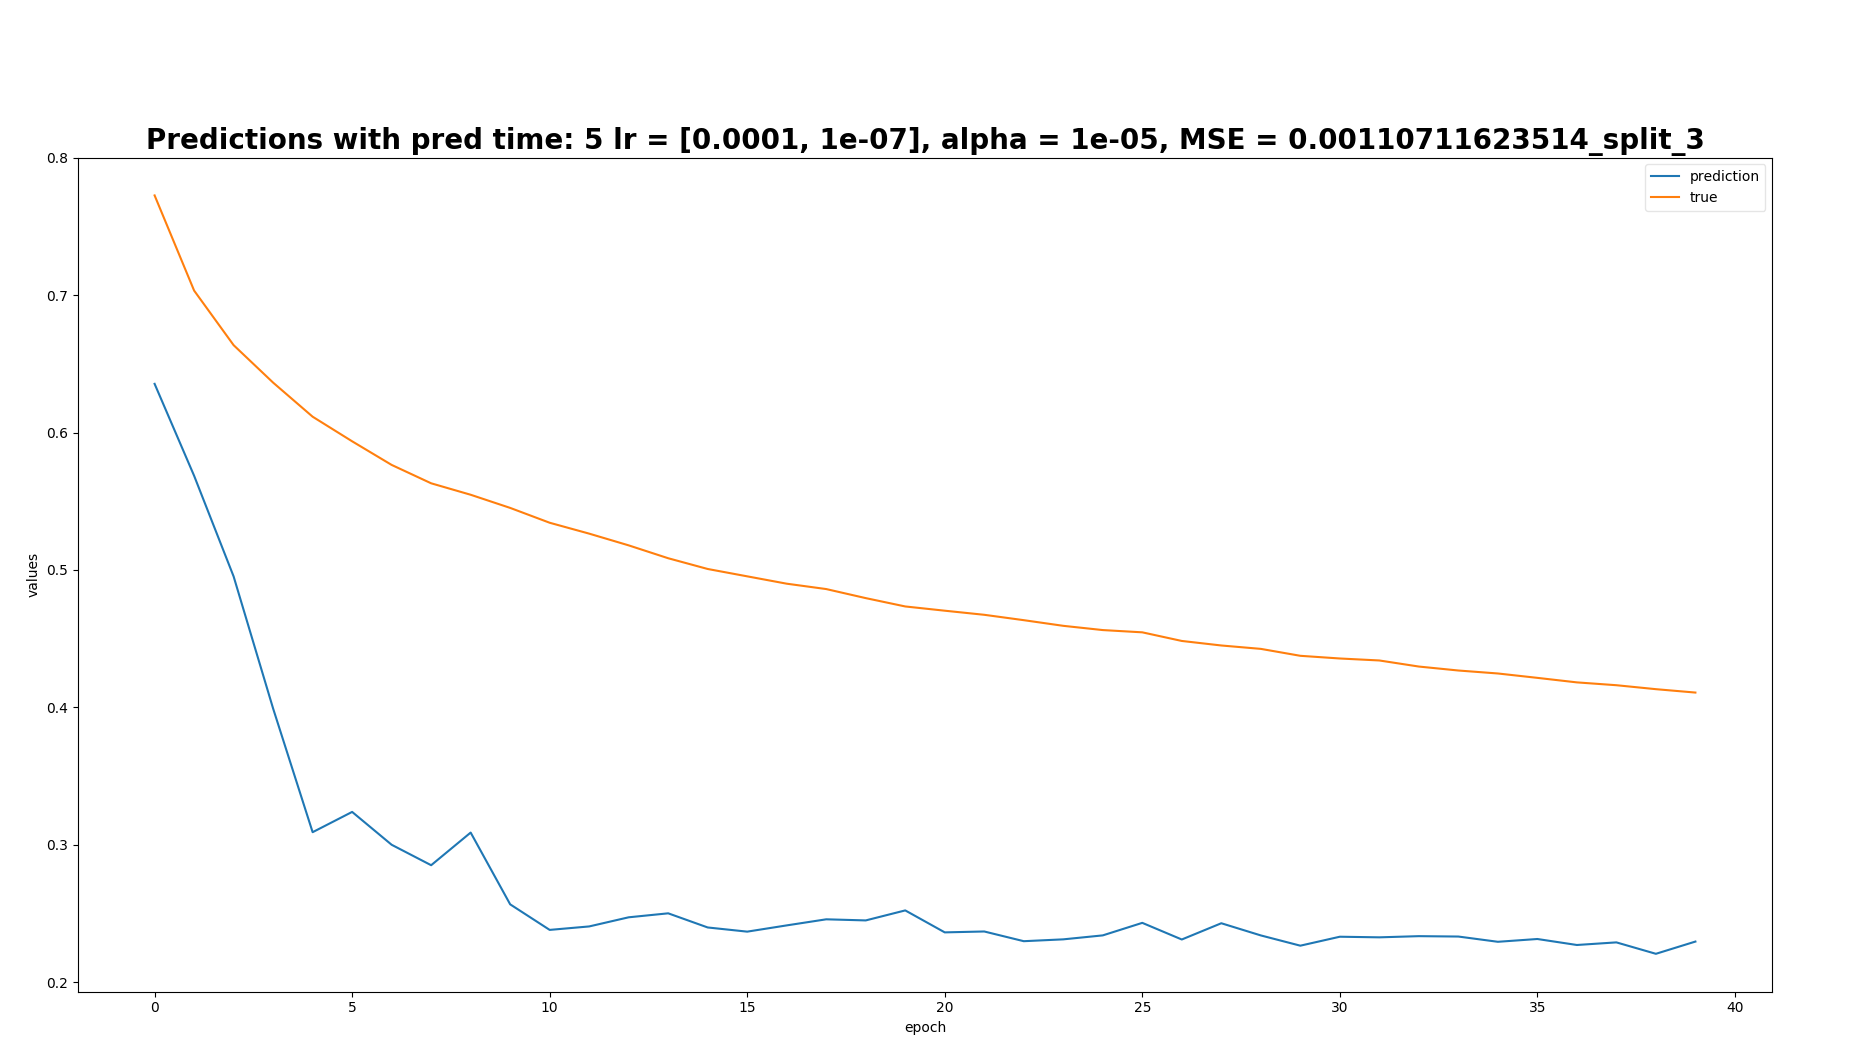 Predictions with pred time: 5 lr = [0.0001, 1e-07], alpha = 1e-05, MSE = 0.00110711623514_split_3
prediction
true
0.8
0.7
0.6
0.5
0.4
0.3
0.2
values
0 5 10 15 20 25 30 35 40
epoch